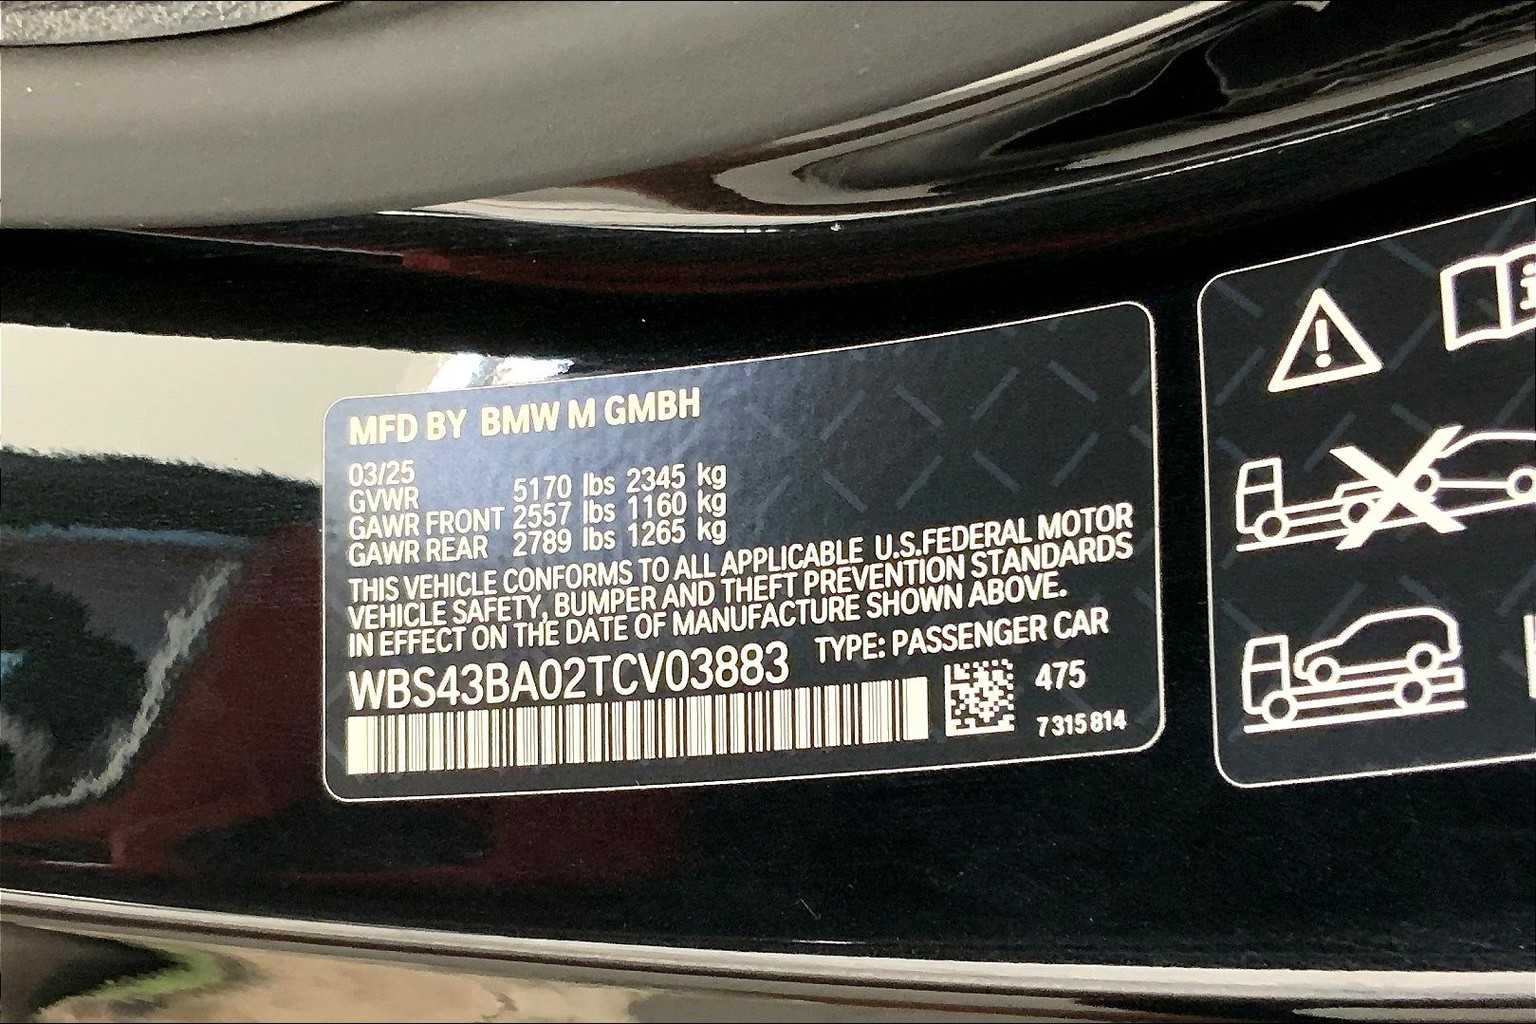 MFD BY BMW M GMBH
03/25
GVWR 5170 lbs 2345 kg
GAWR FRONT 2557 lbs 1160 kg
GAWR REAR 2789 lbs 1265 kg
THIS VEHICLE CONFORMS TO ALL APPLICABLE U.S.FEDERAL MOTOR
VEHICLE SAFETY, BUMPER AND THEFT PREVENTION STANDARDS
IN EFFECT ON THE DATE OF MANUFACTURE SHOWN ABOVE.
WBS43BA02TCV03883 TYPE: PASSENGER CAR
475
7315814